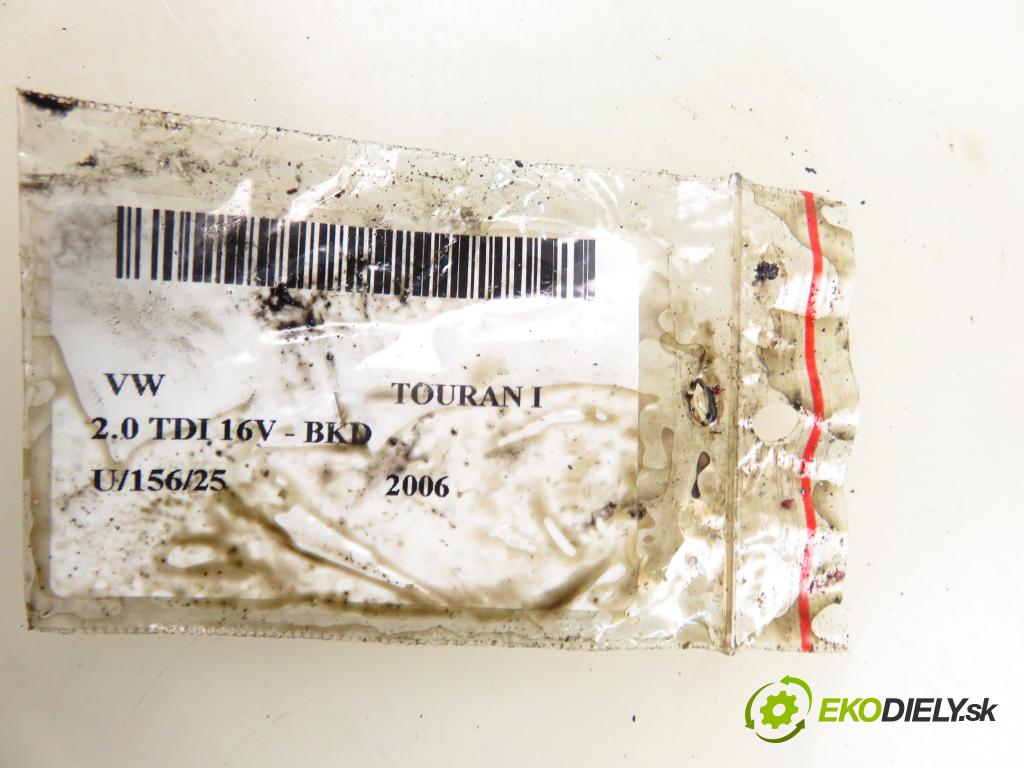 VW TOURAN I
2.0 TDI 16V - BKD
U/156/25 2006
EKODIELY.sk